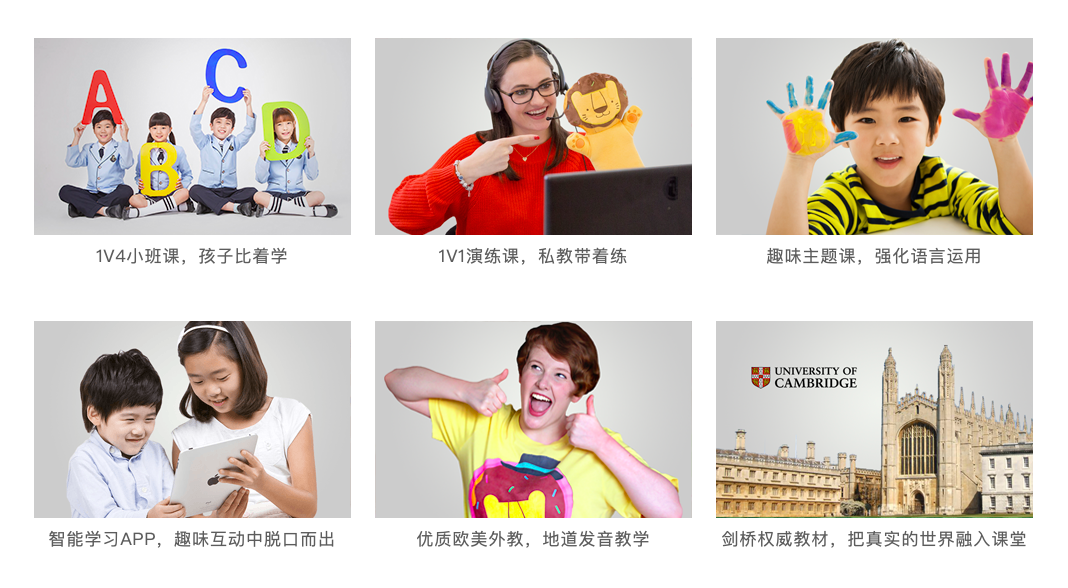 A
B
C
D
1V4小班课，孩子比着学
1V1演练课，私教带着练
趣味主题课，强化语言运用
UNIVERSITY OF
CAMBRIDGE
智能学习APP，趣味互动中脱口而出
优质欧美外教，地道发音教学
剑桥权威教材，把真实的世界融入课堂